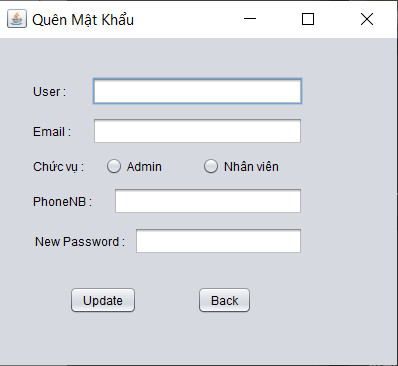 Quên Mật Khẩu
User :
Email :
Chức vụ : Admin Nhân viên
PhoneNB :
New Password :
Update Back